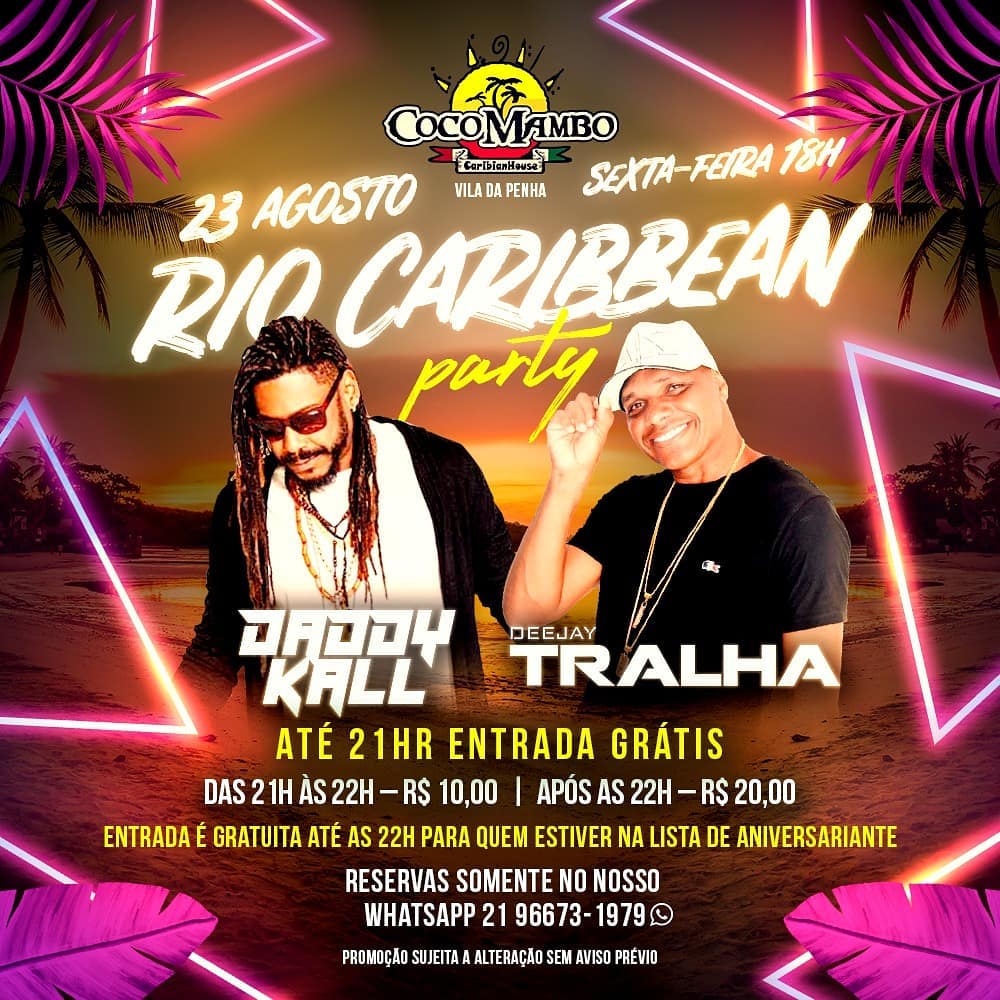 COCO MAMBO
CaribianHouse
VILA DA PENHA
23 AGOSTO
SEXTA-FEIRA 18H
RIO CARIBBEAN
party
DADDY
KALL
DEEJAY
TRALHA
ATÉ 21HR ENTRADA GRÁTIS
DAS 21H ÀS 22H – R$ 10,00 | APÓS AS 22H – R$ 20,00
ENTRADA É GRATUITA ATÉ AS 22H PARA QUEM ESTIVER NA LISTA DE ANIVERSARIANTE
RESERVAS SOMENTE NO NOSSO
WHATSAPP 21 96673-1979
PROMOÇÃO SUJEITA A ALTERAÇÃO SEM AVISO PRÉVIO